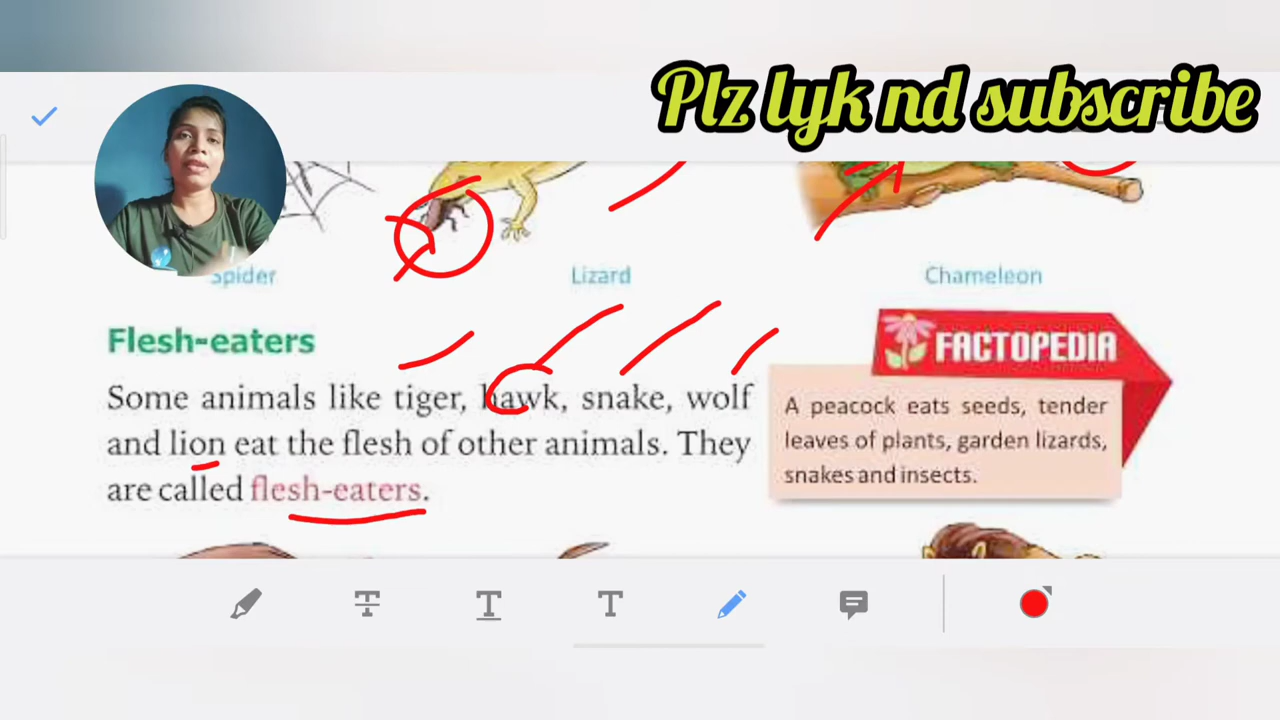 Plz lyk nd subscribe
Spider
Lizard
Chameleon
Flesh-eaters
Some animals like tiger, hawk, snake, wolf
and lion eat the flesh of other animals. They
are called flesh-eaters.
FACTOPEDIA
A peacock eats seeds, tender
leaves of plants, garden lizards,
snakes and insects.
T
T
T